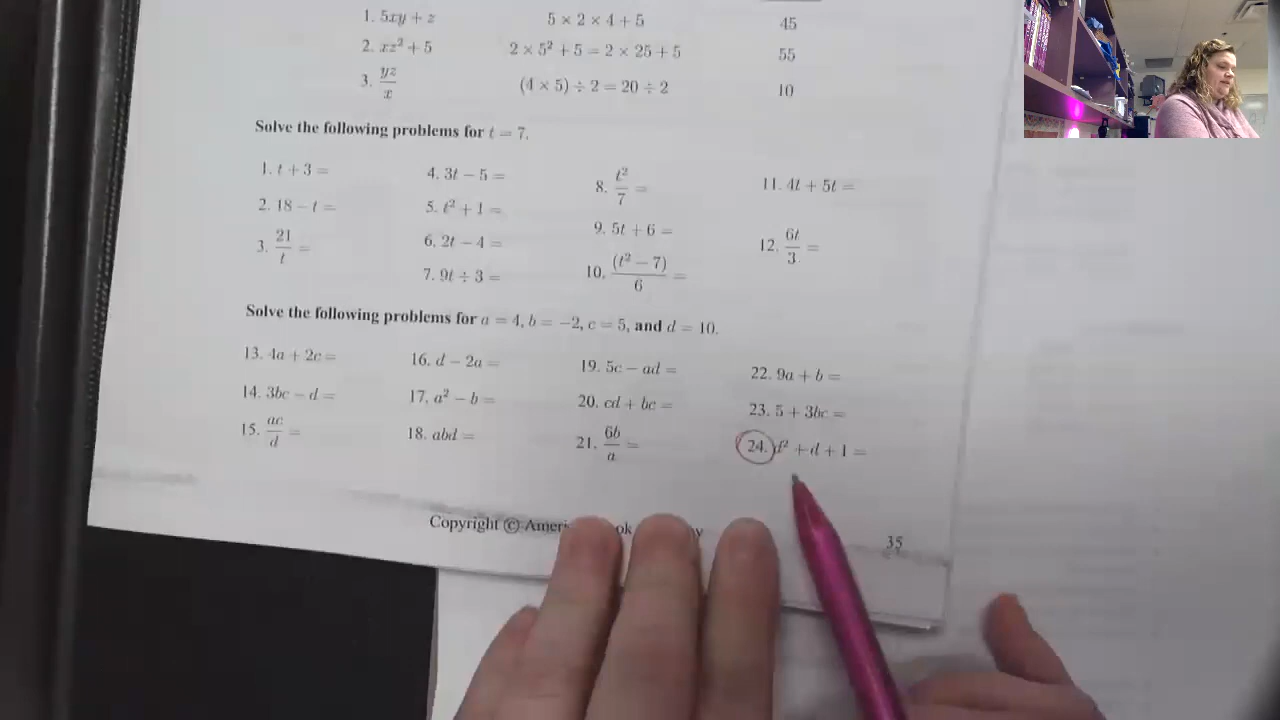 1. 5xy + z 5 × 2 × 4 + 5 45
2. xz² + 5 2 × 5² + 5 = 2 × 25 + 5 55
3. yz/x (4 × 5) ÷ 2 = 20 ÷ 2 10
Solve the following problems for t = 7.
1. t + 3 =
2. 18 − t =
3. 21/t =
4. 3t − 5 =
5. t² + 1 =
6. 2t − 4 =
7. 9t ÷ 3 =
8. t²/7 =
9. 5t + 6 =
10. (t² − 7)/6 =
11. 4t + 5t =
12. 6t/3 =
Solve the following problems for a = 4, b = −2, c = 5, and d = 10.
13. 4a + 2c =
14. 3bc − d =
15. ac/d =
16. d − 2a =
17. a² − b =
18. abd =
19. 5c − ad =
20. cd + bc =
21. 6b/a =
22. 9a + b =
23. 5 + 3bc =
24. d² + d + 1 =
Copyright ©
35